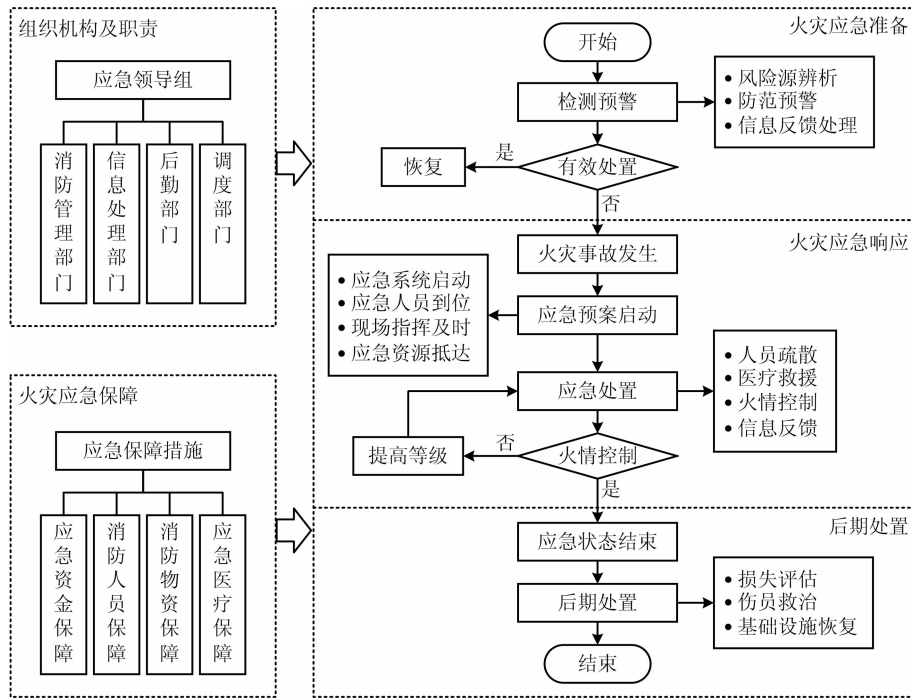 组织机构及职责
应急领导组
消防管理部门
信息处理部门
后勤部门
调度部门
火灾应急保障
应急保障措施
应急资金保障
消防人员保障
消防物资保障
应急医疗保障
火灾应急准备
开始
检测预警
• 风险源辨析
• 防范预警
• 信息反馈处理
有效处置
是
恢复
否
火灾应急响应
火灾事故发生
应急预案启动
• 应急系统启动
• 应急人员到位
• 现场指挥及时
• 应急资源抵达
应急处置
• 人员疏散
• 医疗救援
• 火情控制
• 信息反馈
火情控制
否
提高等级
是
后期处置
应急状态结束
后期处置
• 损失评估
• 伤员救治
• 基础设施恢复
结束